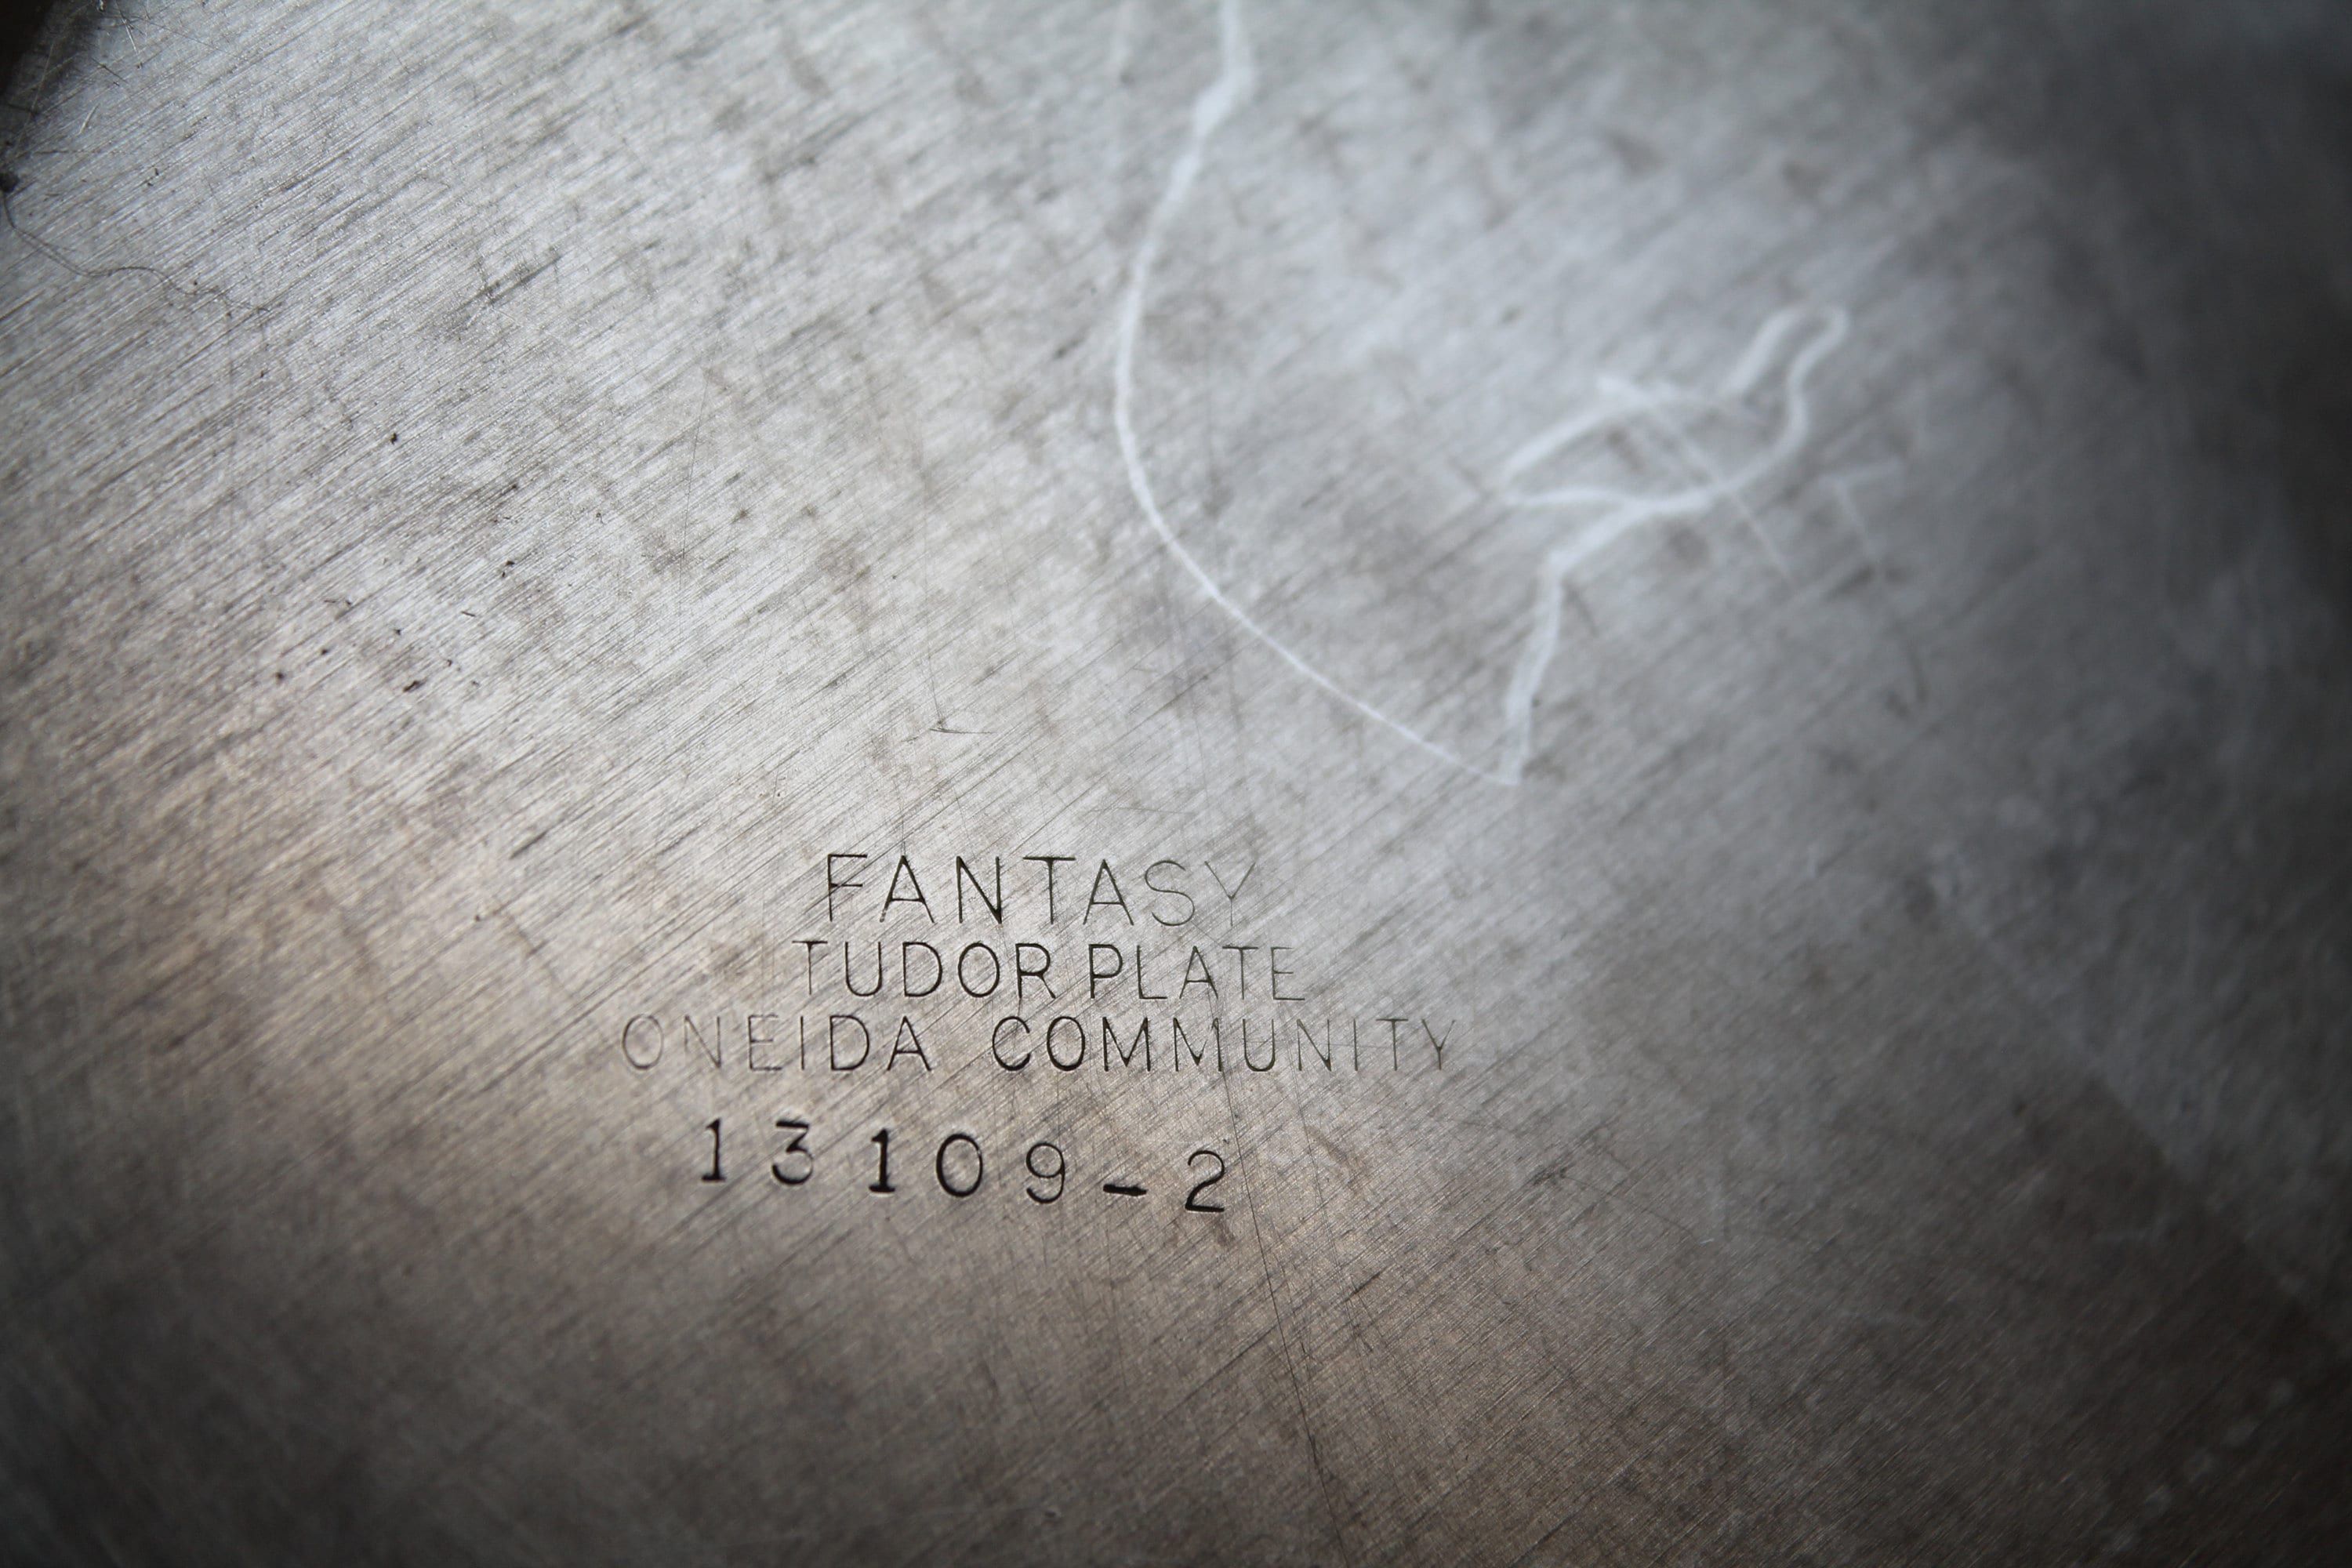 FANTASY
TUDOR PLATE
ONEIDA COMMUNITY
13109-2